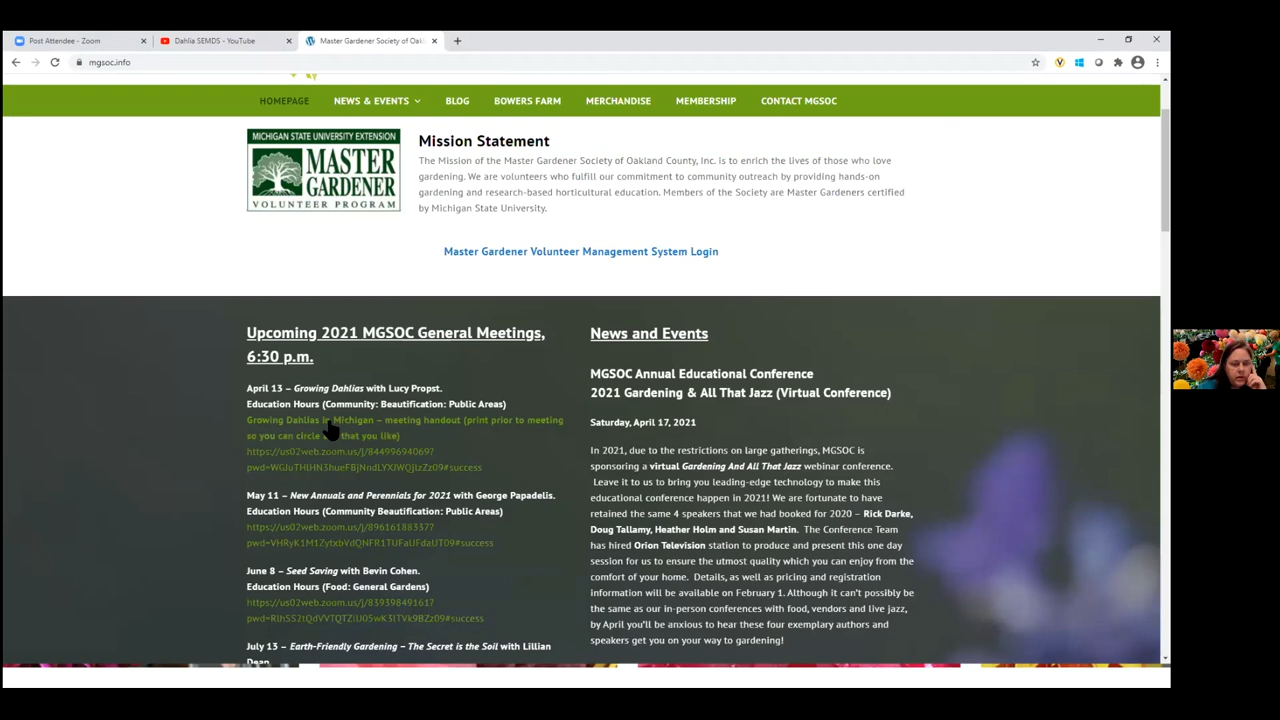 Post Attendee - Zoom
Dahlia SEMDS - YouTube
Master Gardener Society of Oakl
mgsoc.info
HOMEPAGE NEWS & EVENTS BLOG BOWERS FARM MERCHANDISE MEMBERSHIP CONTACT MGSOC
MICHIGAN STATE UNIVERSITY EXTENSION
MASTER
GARDENER
VOLUNTEER PROGRAM
Mission Statement
The Mission of the Master Gardener Society of Oakland County, Inc. is to enrich the lives of those who love
gardening. We are volunteers who fulfill our commitment to community outreach by providing hands-on
gardening and research-based horticultural education. Members of the Society are Master Gardeners certified
by Michigan State University.
Master Gardener Volunteer Management System Login
Upcoming 2021 MGSOC General Meetings,
6:30 p.m.
April 13 – Growing Dahlias with Lucy Propst.
Education Hours (Community: Beautification: Public Areas)
Growing Dahlias in Michigan – meeting handout (print prior to meeting
so you can circle that you like)
https://us02web.zoom.us/j/84499694069?
May 11 – New Annuals and Perennials for 2021 with George Papadelis.
Education Hours (Community Beautification: Public Areas)
https://us02web.zoom.us/j/89616188337?
June 8 – Seed Saving with Bevin Cohen.
Education Hours (Food: General Gardens)
https://us02web.zoom.us/j/83939849161?
July 13 – Earth-Friendly Gardening – The Secret is the Soil with Lillian
Dean
News and Events
MGSOC Annual Educational Conference
2021 Gardening & All That Jazz (Virtual Conference)
Saturday, April 17, 2021
In 2021, due to the restrictions on large gatherings, MGSOC is
sponsoring a virtual Gardening And All That Jazz webinar conference.
Leave it to us to bring you leading-edge technology to make this
educational conference happen in 2021! We are fortunate to have
retained the same 4 speakers that we had booked for 2020 – Rick Darke,
Doug Tallamy, Heather Holm and Susan Martin. The Conference Team
has hired Orion Television station to produce and present this one day
session for us to ensure the utmost quality which you can enjoy from the
comfort of your home. Details, as well as pricing and registration
information will be available on February 1. Although it can't possibly be
the same as our in-person conferences with food, vendors and live jazz,
by April you'll be anxious to hear these four exemplary authors and
speakers get you on your way to gardening!